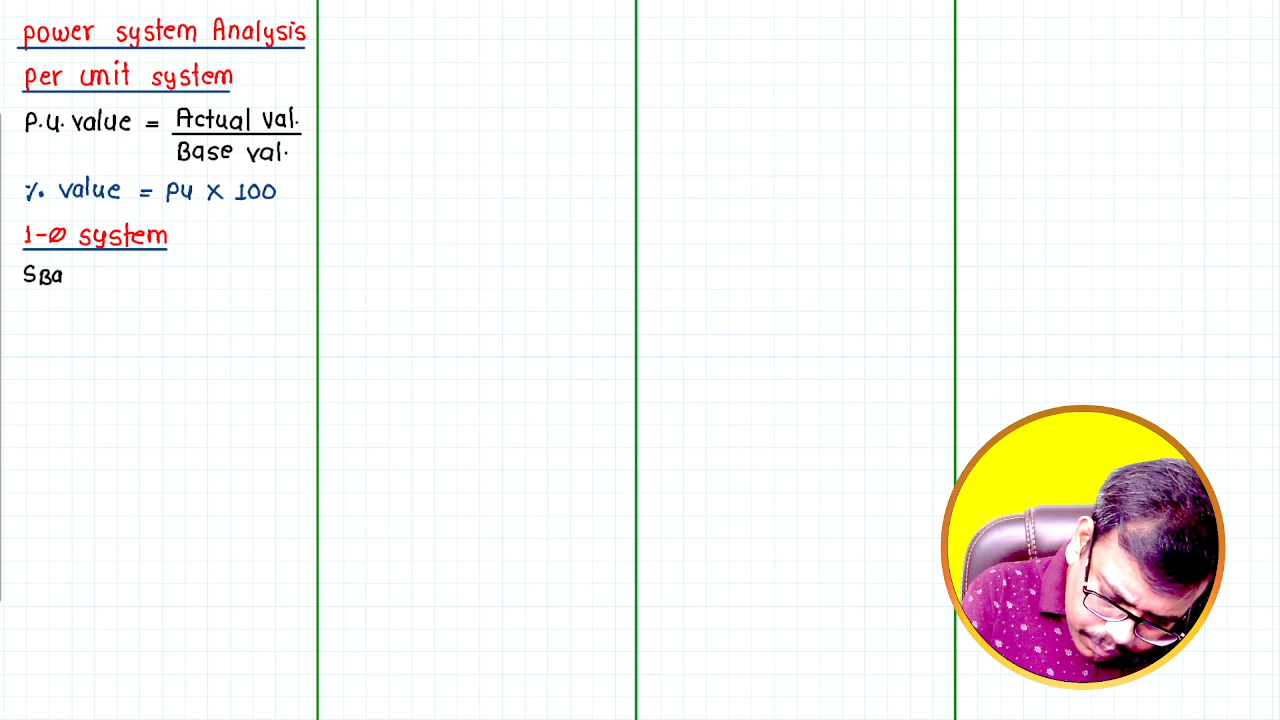 power system Analysis
per unit system
P.u. value = Actual val. / Base val.
%. value = pu × 100
1-Ø system
SBa